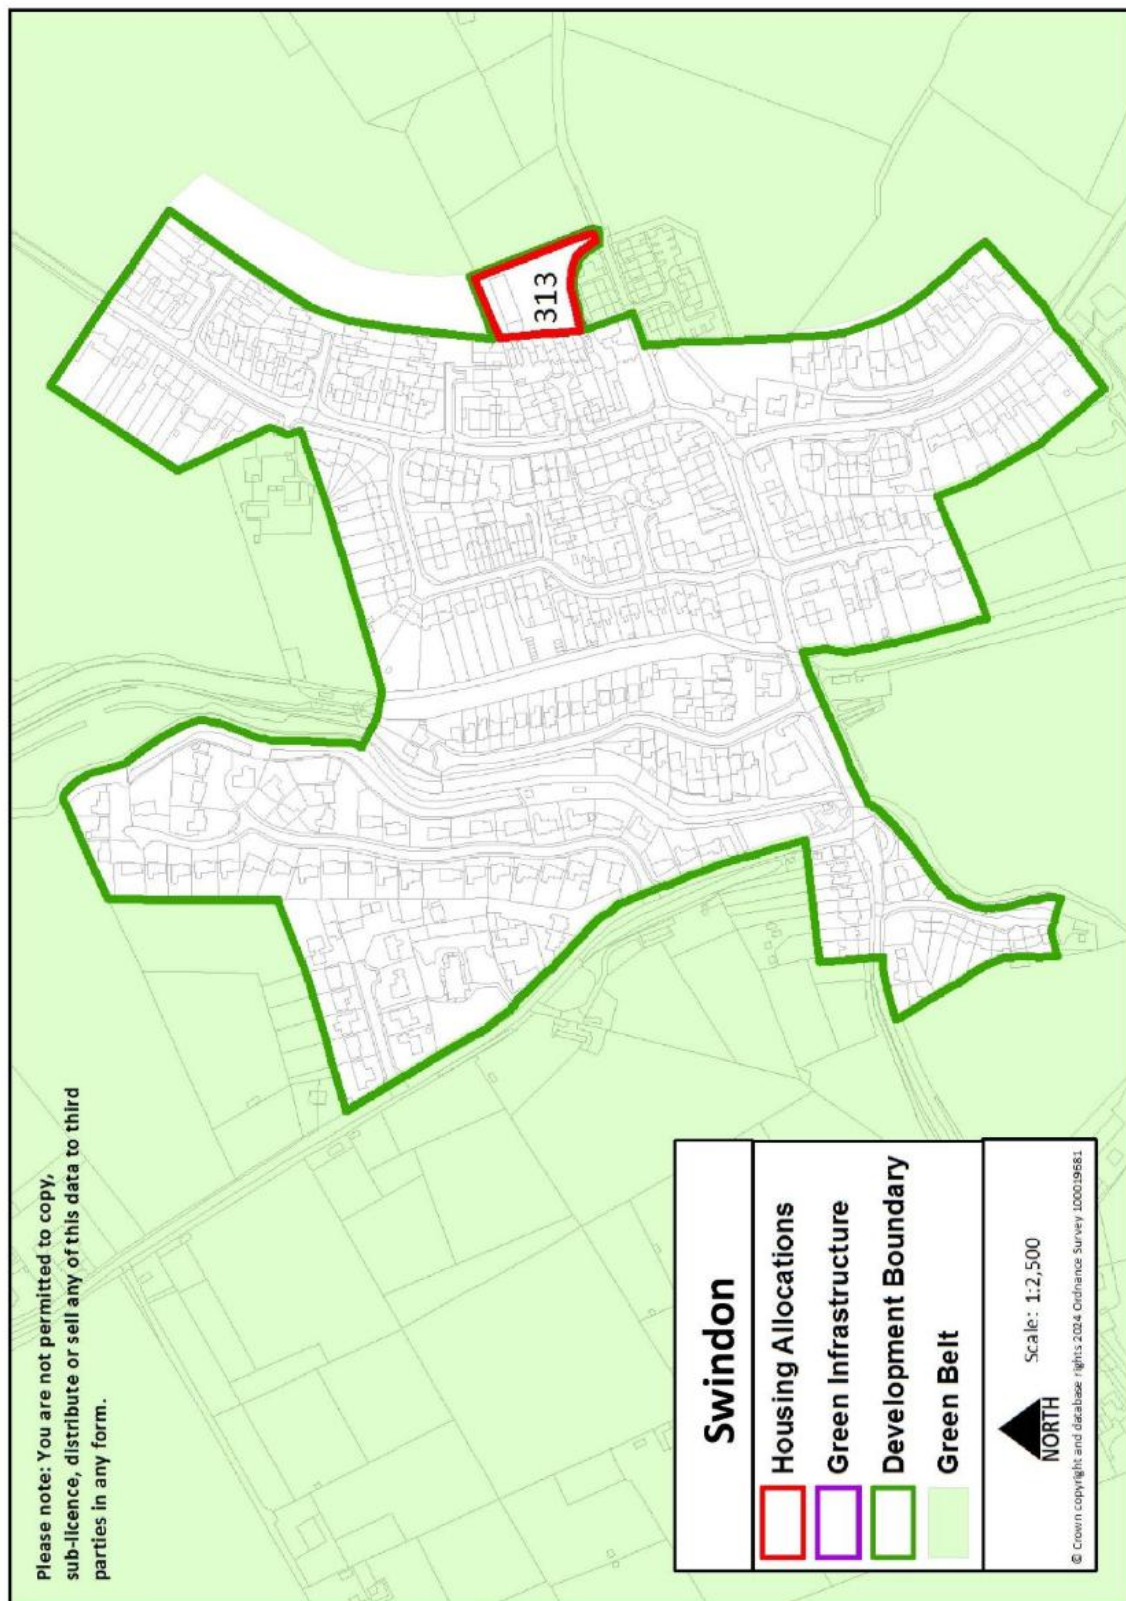 Please note: You are not permitted to copy,
sub-licence, distribute or sell any of this data to third
parties in any form.
313
Swindon
Housing Allocations
Green Infrastructure
Development Boundary
Green Belt
NORTH
Scale: 1:2,500
© Crown copyright and database rights 2024 Ordnance Survey 100019681